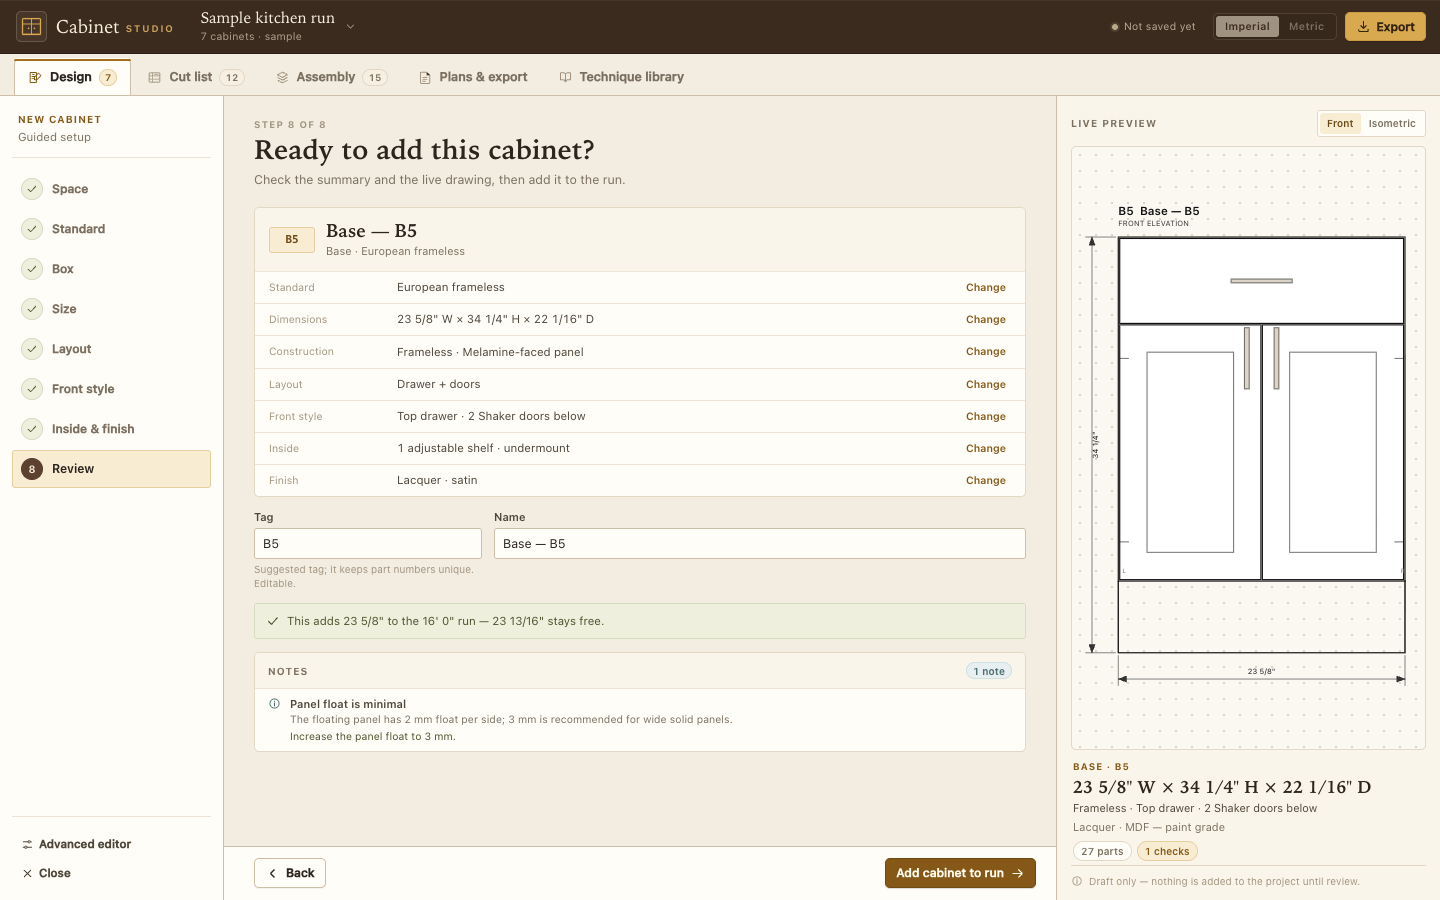 Cabinet STUDIO
Sample kitchen run
7 cabinets · sample
Not saved yet
Imperial
Metric
Export
Design 7
Cut list 12
Assembly 15
Plans & export
Technique library
NEW CABINET
Guided setup
Space
Standard
Box
Size
Layout
Front style
Inside & finish
8 Review
Advanced editor
Close
STEP 8 OF 8
Ready to add this cabinet?
Check the summary and the live drawing, then add it to the run.
B5
Base — B5
Base · European frameless
Standard European frameless Change
Dimensions 23 5/8" W × 34 1/4" H × 22 1/16" D Change
Construction Frameless · Melamine-faced panel Change
Layout Drawer + doors Change
Front style Top drawer · 2 Shaker doors below Change
Inside 1 adjustable shelf · undermount Change
Finish Lacquer · satin Change
Tag
B5
Suggested tag; it keeps part numbers unique.
Editable.
Name
Base — B5
This adds 23 5/8" to the 16' 0" run — 23 13/16" stays free.
NOTES
1 note
Panel float is minimal
The floating panel has 2 mm float per side; 3 mm is recommended for wide solid panels.
Increase the panel float to 3 mm.
Back
Add cabinet to run
LIVE PREVIEW
Front
Isometric
B5 Base — B5
FRONT ELEVATION
34 1/4"
L
23 5/8"
BASE · B5
23 5/8" W × 34 1/4" H × 22 1/16" D
Frameless · Top drawer · 2 Shaker doors below
Lacquer · MDF — paint grade
27 parts
1 checks
Draft only — nothing is added to the project until review.